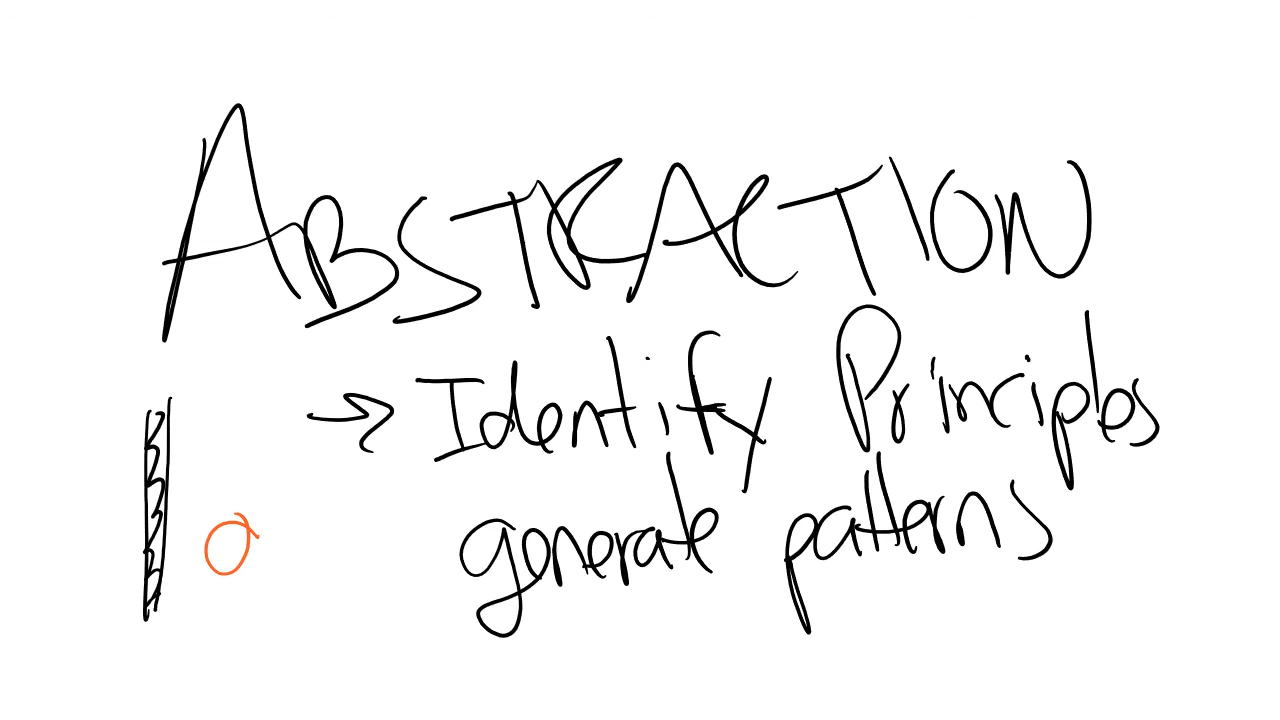 ABSTRACTION
→ Identify Principles
generate patterns